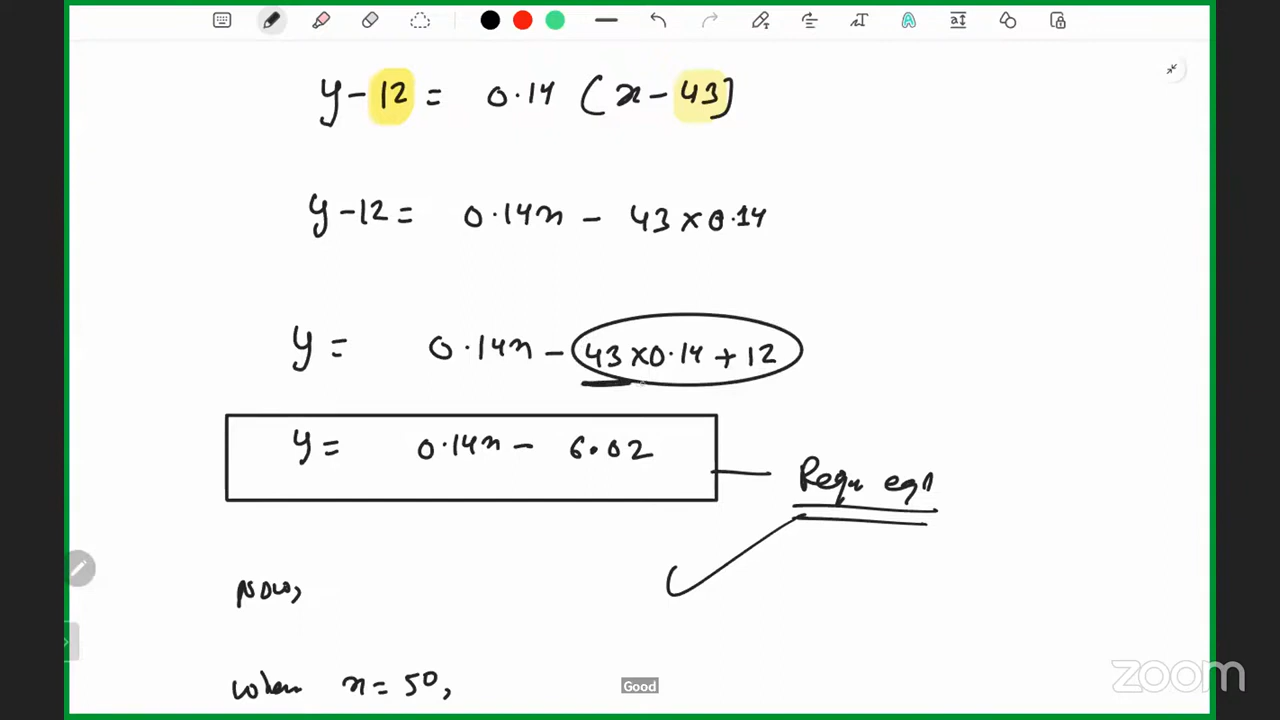 y - 12 = 0.14 (x - 43)
y - 12 = 0.14x - 43 × 0.14
y = 0.14x - 43 × 0.14 + 12
y = 0.14x - 6.02
Requ eqn
Now,
when x = 50,
Good
zoom